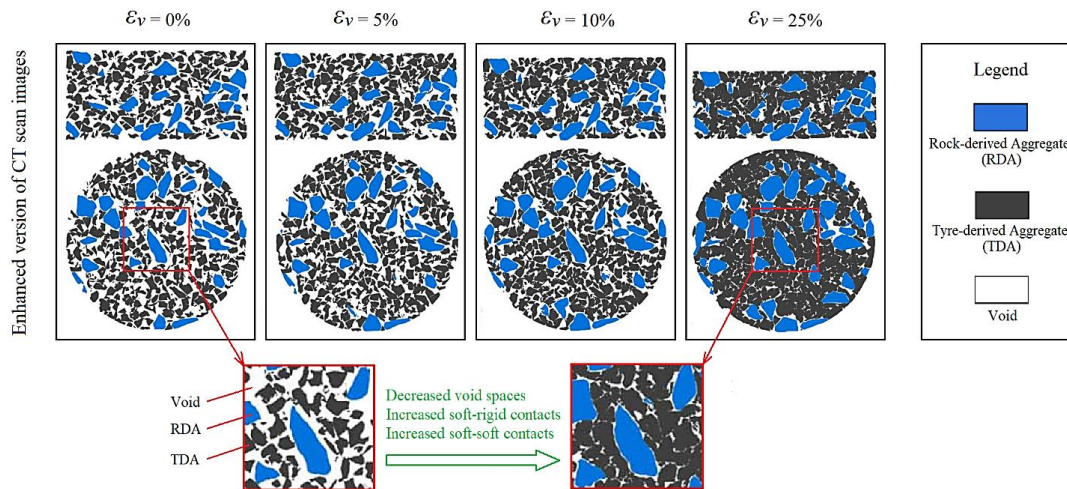 εv = 0%
εv = 5%
εv = 10%
εv = 25%
Enhanced version of CT scan images
Legend
Rock-derived Aggregate
(RDA)
Tyre-derived Aggregate
(TDA)
Void
Void
RDA
TDA
Decreased void spaces
Increased soft-rigid contacts
Increased soft-soft contacts